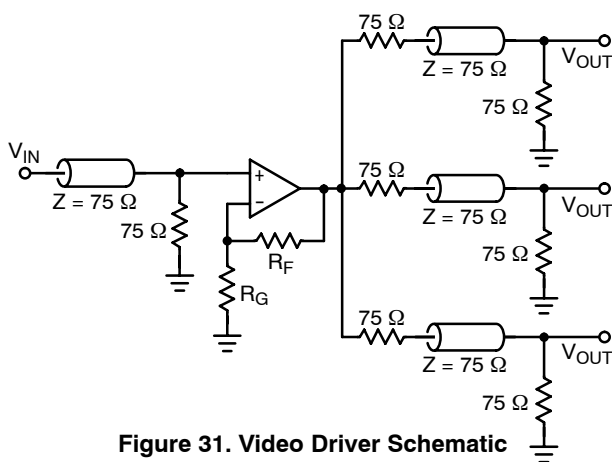 75 Ω
Z = 75 Ω
V_OUT
75 Ω
V_IN
Z = 75 Ω
75 Ω
+
−
R_F
R_G
75 Ω
Z = 75 Ω
V_OUT
75 Ω
75 Ω
Z = 75 Ω
V_OUT
75 Ω
Figure 31. Video Driver Schematic